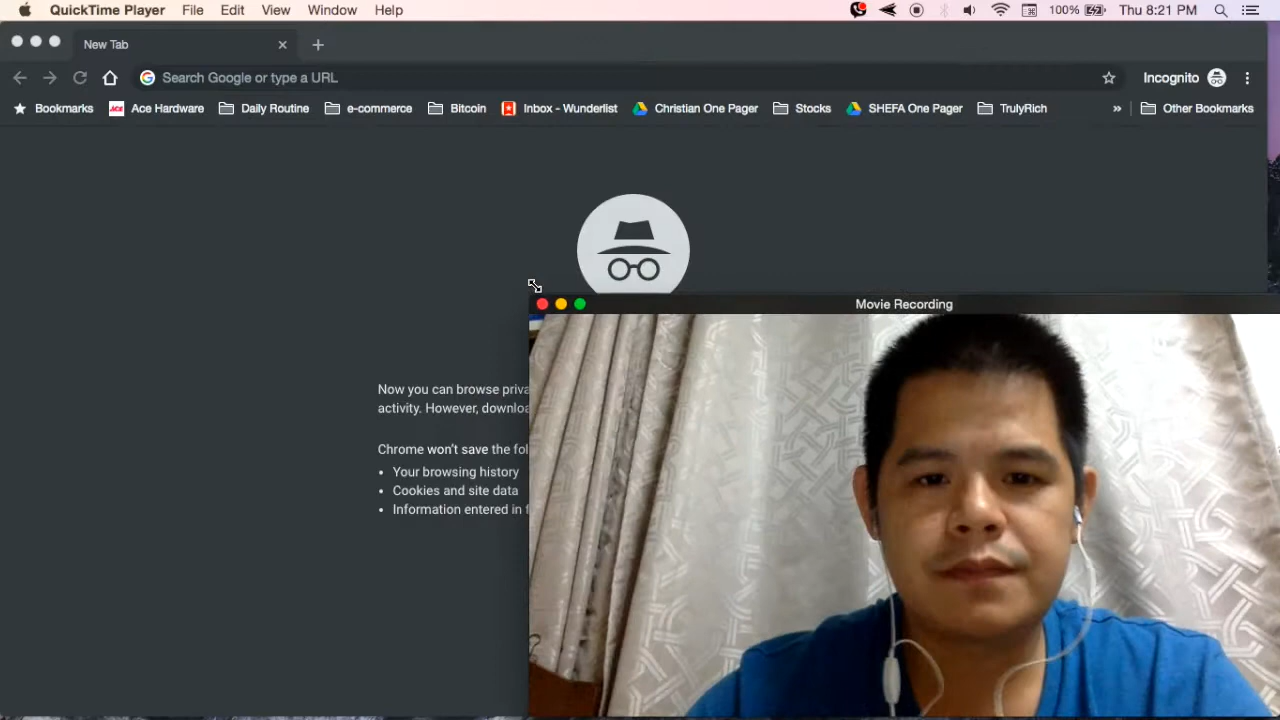 QuickTime Player File Edit View Window Help 100% Thu 8:21 PM
New Tab
Search Google or type a URL Incognito
Bookmarks ACE Ace Hardware Daily Routine e-commerce Bitcoin Inbox - Wunderlist Christian One Pager Stocks SHEFA One Pager TrulyRich » Other Bookmarks
Movie Recording
Now you can browse priva
activity. However, downloa
Chrome won't save the fol
• Your browsing history
• Cookies and site data
• Information entered in f